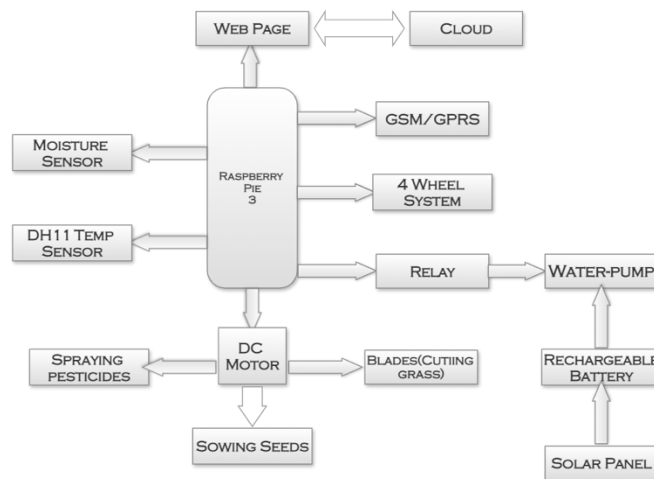 WEB PAGE
CLOUD
GSM/GPRS
MOISTURE
SENSOR
RASPBERRY
PIE
3
4 WHEEL
SYSTEM
DH11 TEMP
SENSOR
RELAY
WATER-PUMP
DC
MOTOR
SPRAYING
PESTICIDES
BLADES(CUTIING
GRASS)
RECHARGEABLE
BATTERY
SOWING SEEDS
SOLAR PANEL